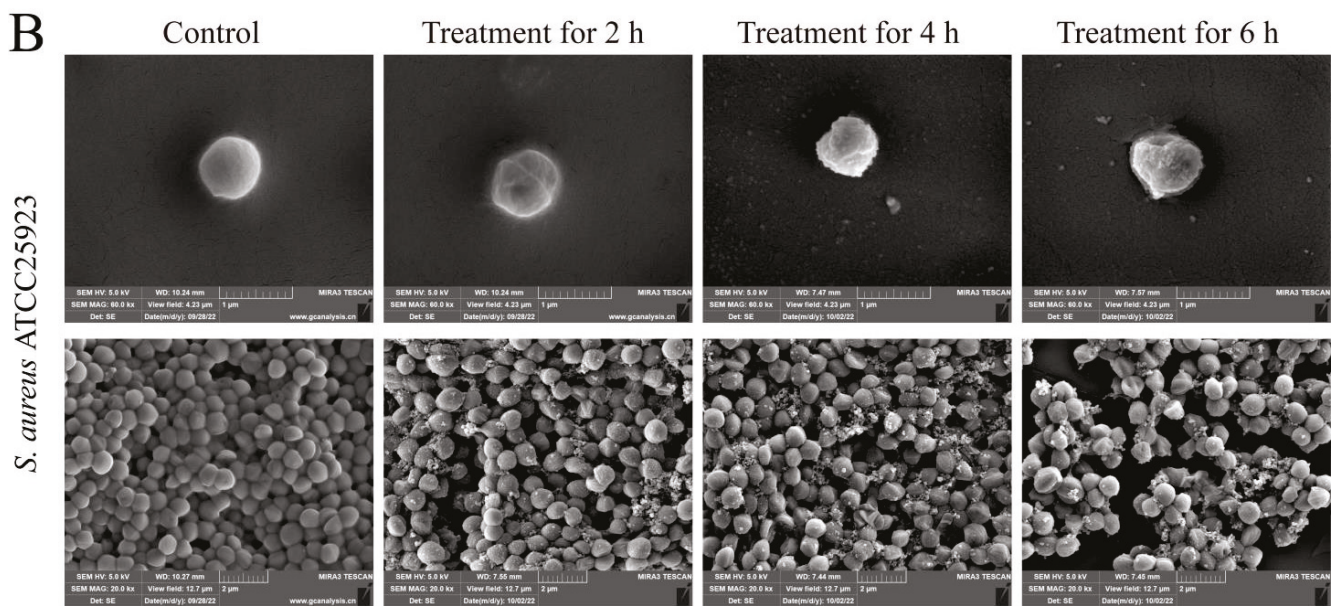 B
Control
Treatment for 2 h
Treatment for 4 h
Treatment for 6 h
S. aureus ATCC25923
SEM HV: 5.0 kV WD: 10.24 mm MIRA3 TESCAN
SEM MAG: 60.0 kx View field: 4.23 µm 1 µm
Det: SE Date(m/d/y): 09/28/22 www.gcanalysis.cn
SEM HV: 5.0 kV WD: 10.24 mm MIRA3 TESCAN
SEM MAG: 60.0 kx View field: 4.23 µm 1 µm
Det: SE Date(m/d/y): 09/28/22 www.gcanalysis.cn
SEM HV: 5.0 kV WD: 7.47 mm MIRA3 TESCAN
SEM MAG: 60.0 kx View field: 4.23 µm 1 µm
Det: SE Date(m/d/y): 10/02/22
SEM HV: 5.0 kV WD: 7.57 mm MIRA3 TESCAN
SEM MAG: 60.0 kx View field: 4.23 µm 1 µm
Det: SE Date(m/d/y): 10/02/22
SEM HV: 5.0 kV WD: 10.27 mm MIRA3 TESCAN
SEM MAG: 20.0 kx View field: 12.7 µm 2 µm
Det: SE Date(m/d/y): 09/28/22 www.gcanalysis.cn
SEM HV: 5.0 kV WD: 7.55 mm MIRA3 TESCAN
SEM MAG: 20.0 kx View field: 12.7 µm 2 µm
Det: SE Date(m/d/y): 10/02/22
SEM HV: 5.0 kV WD: 7.44 mm MIRA3 TESCAN
SEM MAG: 20.0 kx View field: 12.7 µm 2 µm
Det: SE Date(m/d/y): 10/02/22
SEM HV: 5.0 kV WD: 7.45 mm MIRA3 TESCAN
SEM MAG: 20.0 kx View field: 12.7 µm 2 µm
Det: SE Date(m/d/y): 10/02/22